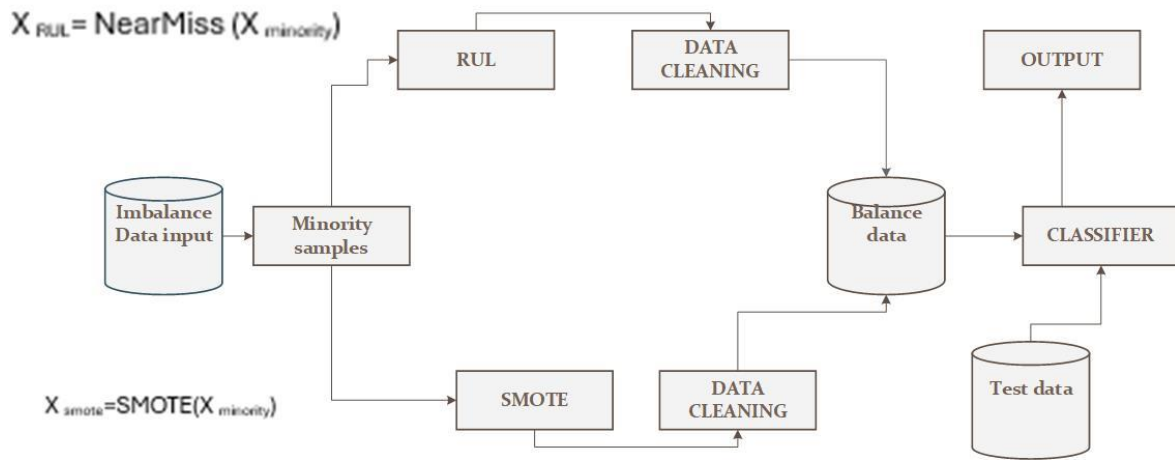 X RUL= NearMiss (X minority)
RUL
DATA
CLEANING
OUTPUT
Imbalance
Data input
Minority
samples
Balance
data
CLASSIFIER
SMOTE
DATA
CLEANING
Test data
X smote=SMOTE(X minority)